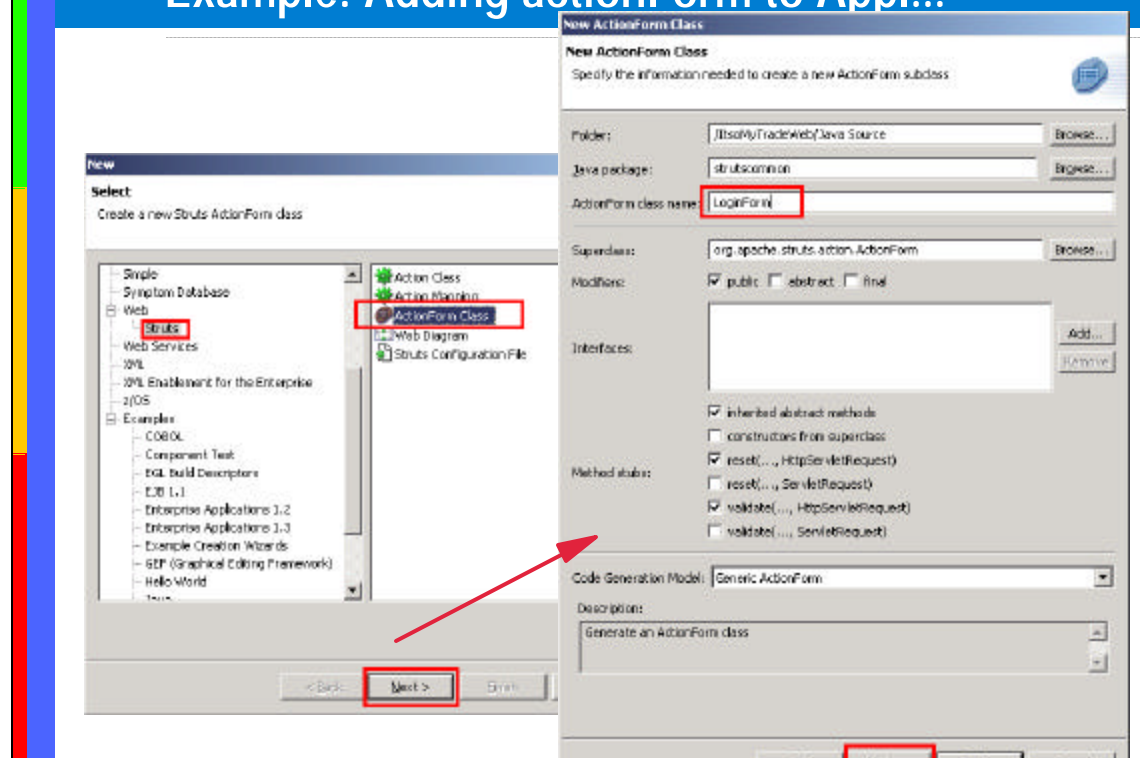 Example: Adding actionForm to Appl...
New
Select
Create a new Struts ActionForm class
Simple
Symptom Database
Web
Struts
Web Services
XML
XML Enablement for the Enterprise
z/OS
Examples
COBOL
Component Test
EGL Build Descriptors
EJB 1.1
Enterprise Applications 1.2
Enterprise Applications 1.3
Example Creation Wizards
GEF (Graphical Editing Framework)
Hello World
Java
Action Class
Action Mapping
ActionForm Class
Web Diagram
Struts Configuration File
< Back
Next >
Finish
New ActionForm Class
New ActionForm Class
Specify the information needed to create a new ActionForm subclass
Folder: /ItsoMyTradeWeb/Java Source Browse...
Java package: strutscommon Browse...
ActionForm class name: LoginForm
Superclass: org.apache.struts.action.ActionForm Browse...
Modifiers: public abstract final
Interfaces:
Add...
Remove
Method stubs:
inherited abstract methods
constructors from superclass
reset(..., HttpServletRequest)
reset(..., ServletRequest)
validate(..., HttpServletRequest)
validate(..., ServletRequest)
Code Generation Model: Generic ActionForm
Description:
Generate an ActionForm class